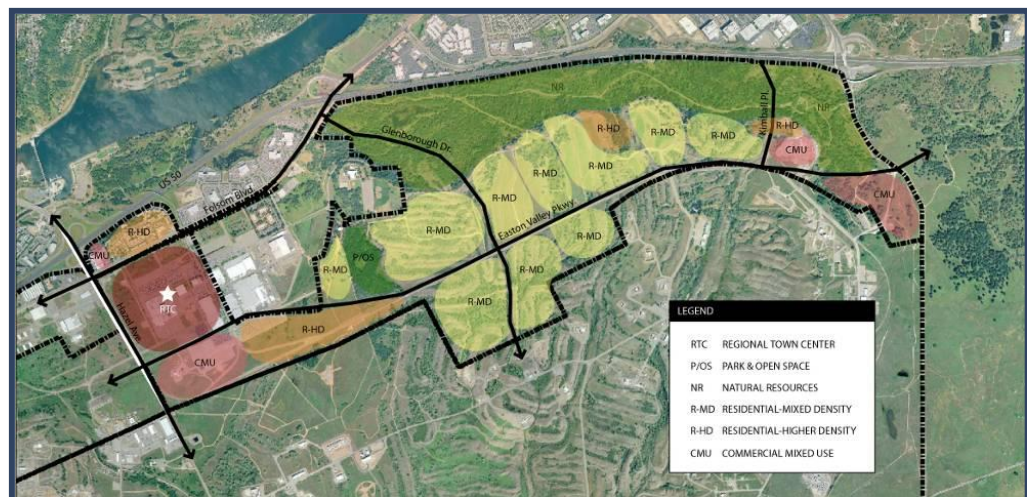 NR
NR
Kimball Pl.
Glenborough Dr.
R-HD
R-MD
R-MD
R-HD
R-MD
R-MD
CMU
US 50
Folsom Blvd
R-MD
CMU
R-MD
Easton Valley Pkwy
R-HD
R-MD
CMU
P/OS
R-MD
R-MD
RTC
Hazel Ave.
R-MD
R-HD
CMU
LEGEND
RTC REGIONAL TOWN CENTER
P/OS PARK & OPEN SPACE
NR NATURAL RESOURCES
R-MD RESIDENTIAL-MIXED DENSITY
R-HD RESIDENTIAL-HIGHER DENSITY
CMU COMMERCIAL MIXED USE